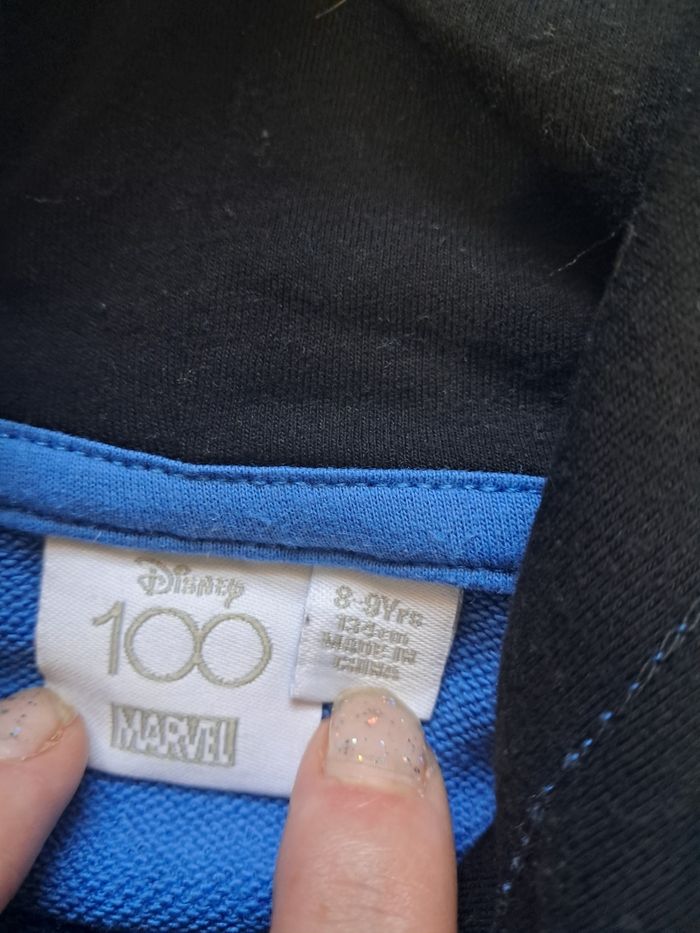 Disney
100
MARVEL
8-9Yrs
134cm
MADE IN
CHINA